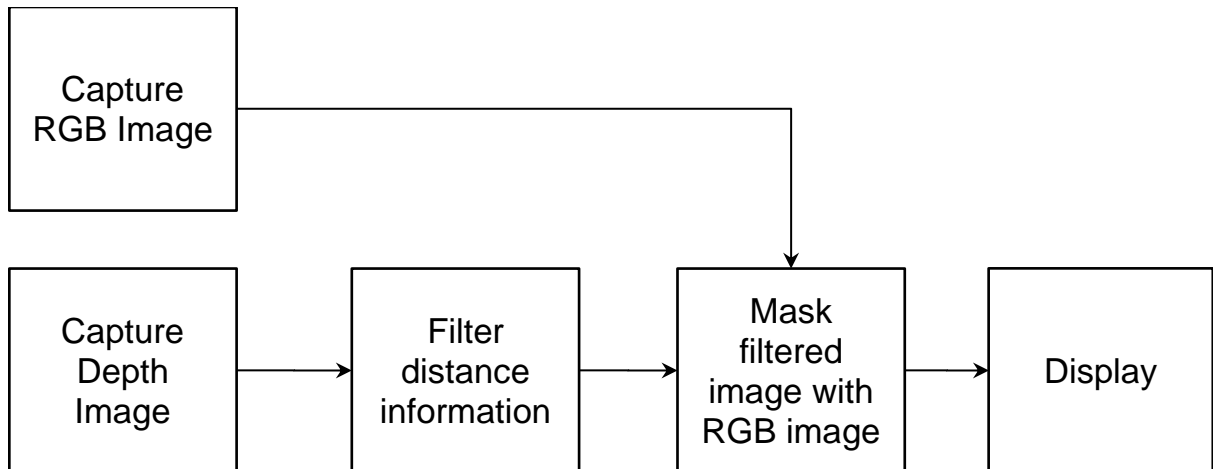 Capture
RGB Image
Capture
Depth
Image
Filter
distance
information
Mask
filtered
image with
RGB image
Display